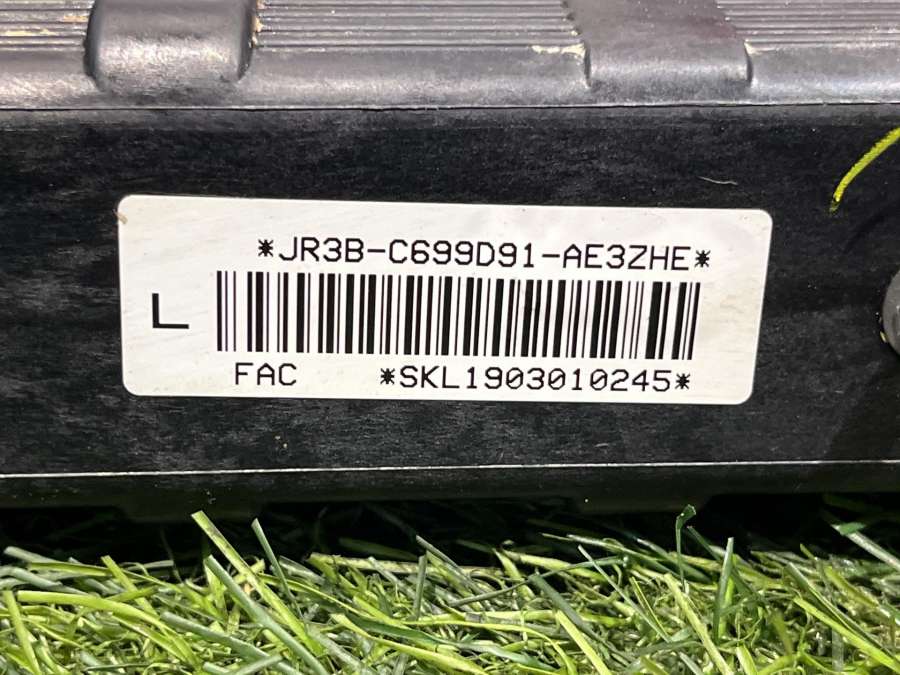 *JR3B-C699D91-AE3ZHE*
L
FAC *SKL1903010245*